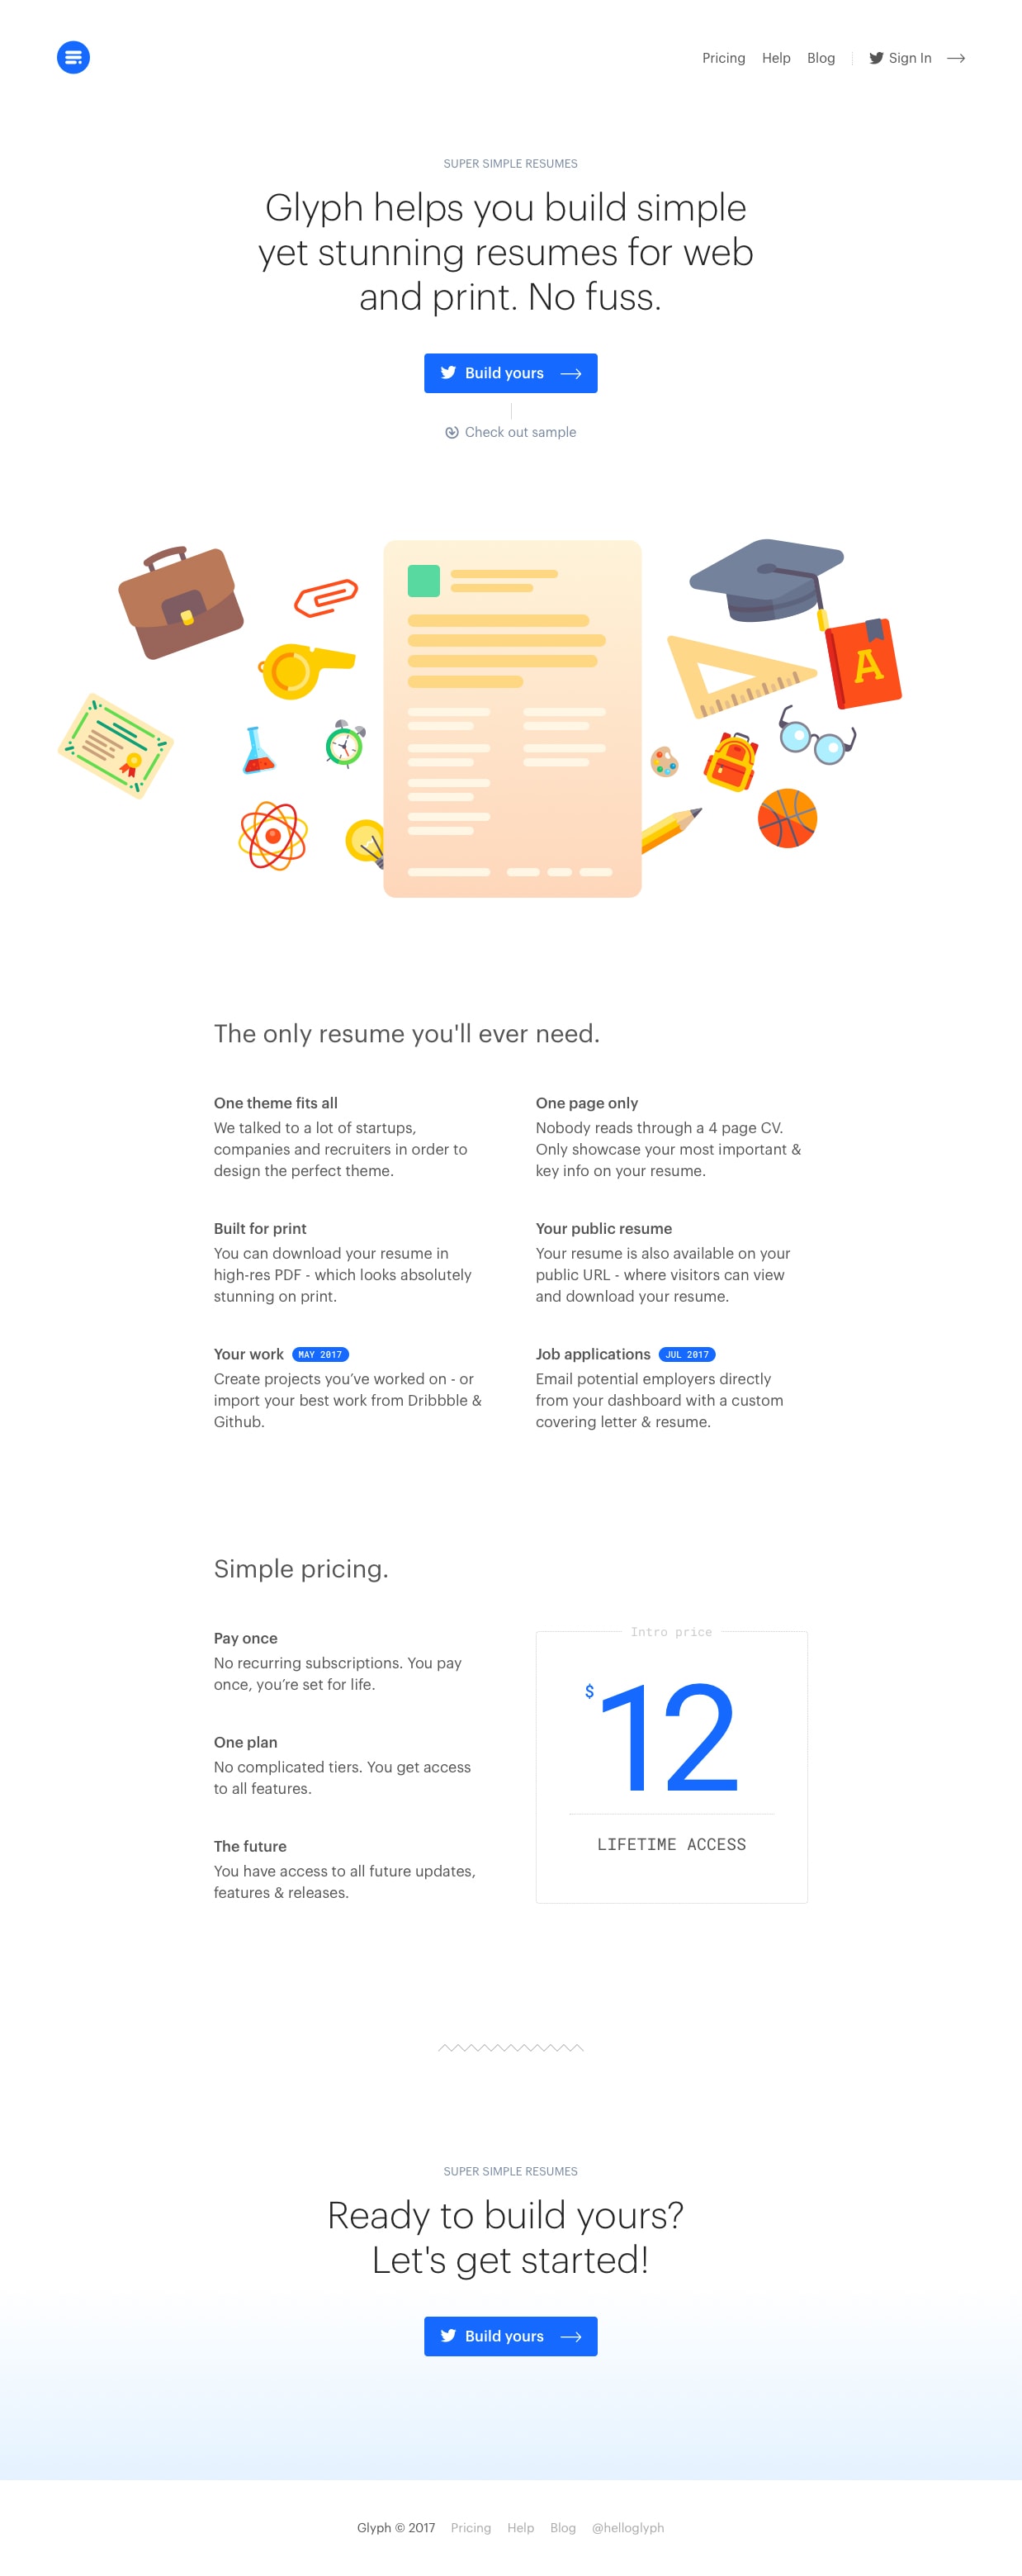 Pricing Help Blog Sign In
SUPER SIMPLE RESUMES
Glyph helps you build simple
yet stunning resumes for web
and print. No fuss.
Build yours
Check out sample
A
The only resume you'll ever need.
One theme fits all
We talked to a lot of startups,
companies and recruiters in order to
design the perfect theme.
One page only
Nobody reads through a 4 page CV.
Only showcase your most important &
key info on your resume.
Built for print
You can download your resume in
high-res PDF - which looks absolutely
stunning on print.
Your public resume
Your resume is also available on your
public URL - where visitors can view
and download your resume.
Your work MAY 2017
Create projects you’ve worked on - or
import your best work from Dribbble &
Github.
Job applications JUL 2017
Email potential employers directly
from your dashboard with a custom
covering letter & resume.
Simple pricing.
Pay once
No recurring subscriptions. You pay
once, you’re set for life.
One plan
No complicated tiers. You get access
to all features.
The future
You have access to all future updates,
features & releases.
Intro price
$12
LIFETIME ACCESS
SUPER SIMPLE RESUMES
Ready to build yours?
Let's get started!
Build yours
Glyph © 2017 Pricing Help Blog @helloglyph